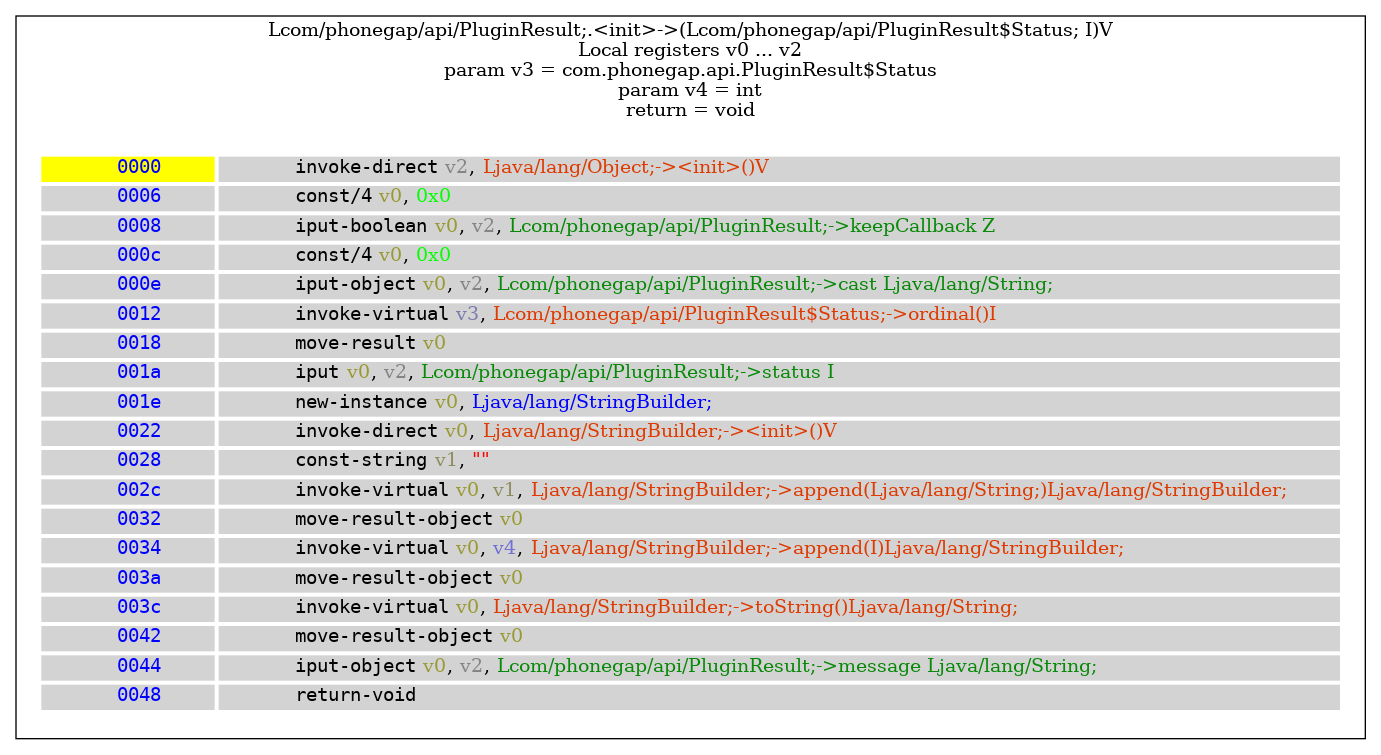 Lcom/phonegap/api/PluginResult;.<init>->(Lcom/phonegap/api/PluginResult$Status; I)V
Local registers v0 ... v2
param v3 = com.phonegap.api.PluginResult$Status
param v4 = int
return = void
0000 invoke-direct v2, Ljava/lang/Object;-><init>()V
0006 const/4 v0, 0x0
0008 iput-boolean v0, v2, Lcom/phonegap/api/PluginResult;->keepCallback Z
000c const/4 v0, 0x0
000e iput-object v0, v2, Lcom/phonegap/api/PluginResult;->cast Ljava/lang/String;
0012 invoke-virtual v3, Lcom/phonegap/api/PluginResult$Status;->ordinal()I
0018 move-result v0
001a iput v0, v2, Lcom/phonegap/api/PluginResult;->status I
001e new-instance v0, Ljava/lang/StringBuilder;
0022 invoke-direct v0, Ljava/lang/StringBuilder;-><init>()V
0028 const-string v1, ""
002c invoke-virtual v0, v1, Ljava/lang/StringBuilder;->append(Ljava/lang/String;)Ljava/lang/StringBuilder;
0032 move-result-object v0
0034 invoke-virtual v0, v4, Ljava/lang/StringBuilder;->append(I)Ljava/lang/StringBuilder;
003a move-result-object v0
003c invoke-virtual v0, Ljava/lang/StringBuilder;->toString()Ljava/lang/String;
0042 move-result-object v0
0044 iput-object v0, v2, Lcom/phonegap/api/PluginResult;->message Ljava/lang/String;
0048 return-void